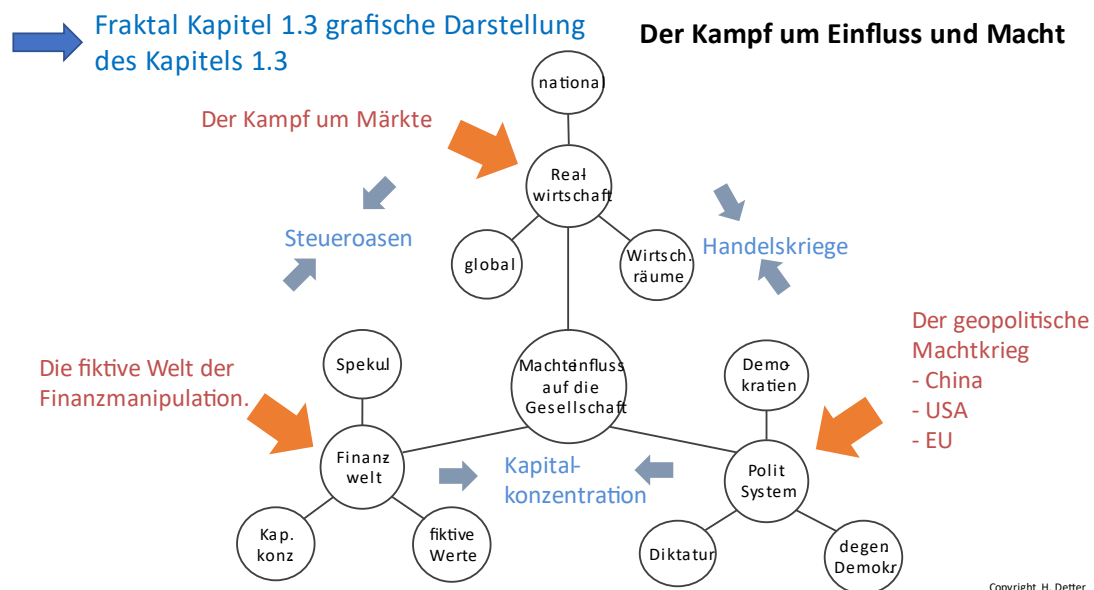 Fraktal Kapitel 1.3 grafische Darstellung
des Kapitels 1.3
Der Kampf um Einfluss und Macht
national
Der Kampf um Märkte
Real-
wirtschaft
Steueroasen
global
Wirtsch.
räume
Handelskriege
Der geopolitische
Machtkrieg
- China
- USA
- EU
Die fiktive Welt der
Finanzmanipulation.
Spekul
Machteinfluss
auf die
Gesellschaft
Demo-
kratien
Finanz
welt
Kapital-
konzentration
Polit
System
Kap.
konz
fiktive
Werte
Diktatur
degen
Demokr
Copyright H. Detter